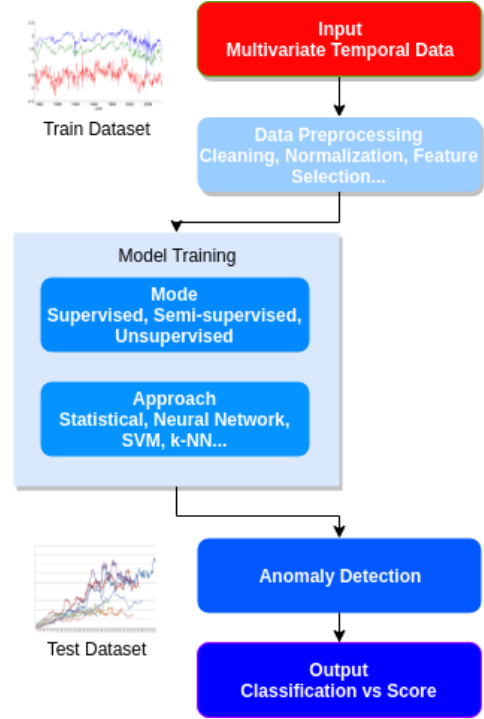 Input
Multivariate Temporal Data
Train Dataset
Data Preprocessing
Cleaning, Normalization, Feature
Selection...
Model Training
Mode
Supervised, Semi-supervised,
Unsupervised
Approach
Statistical, Neural Network,
SVM, k-NN...
Anomaly Detection
Test Dataset
Output
Classification vs Score